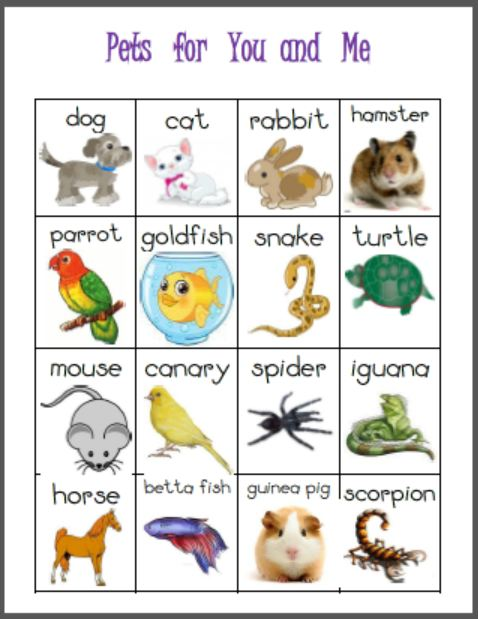 Pets for You and Me
dog cat rabbit hamster
parrot goldfish snake turtle
mouse canary spider iguana
horse betta fish guinea pig scorpion